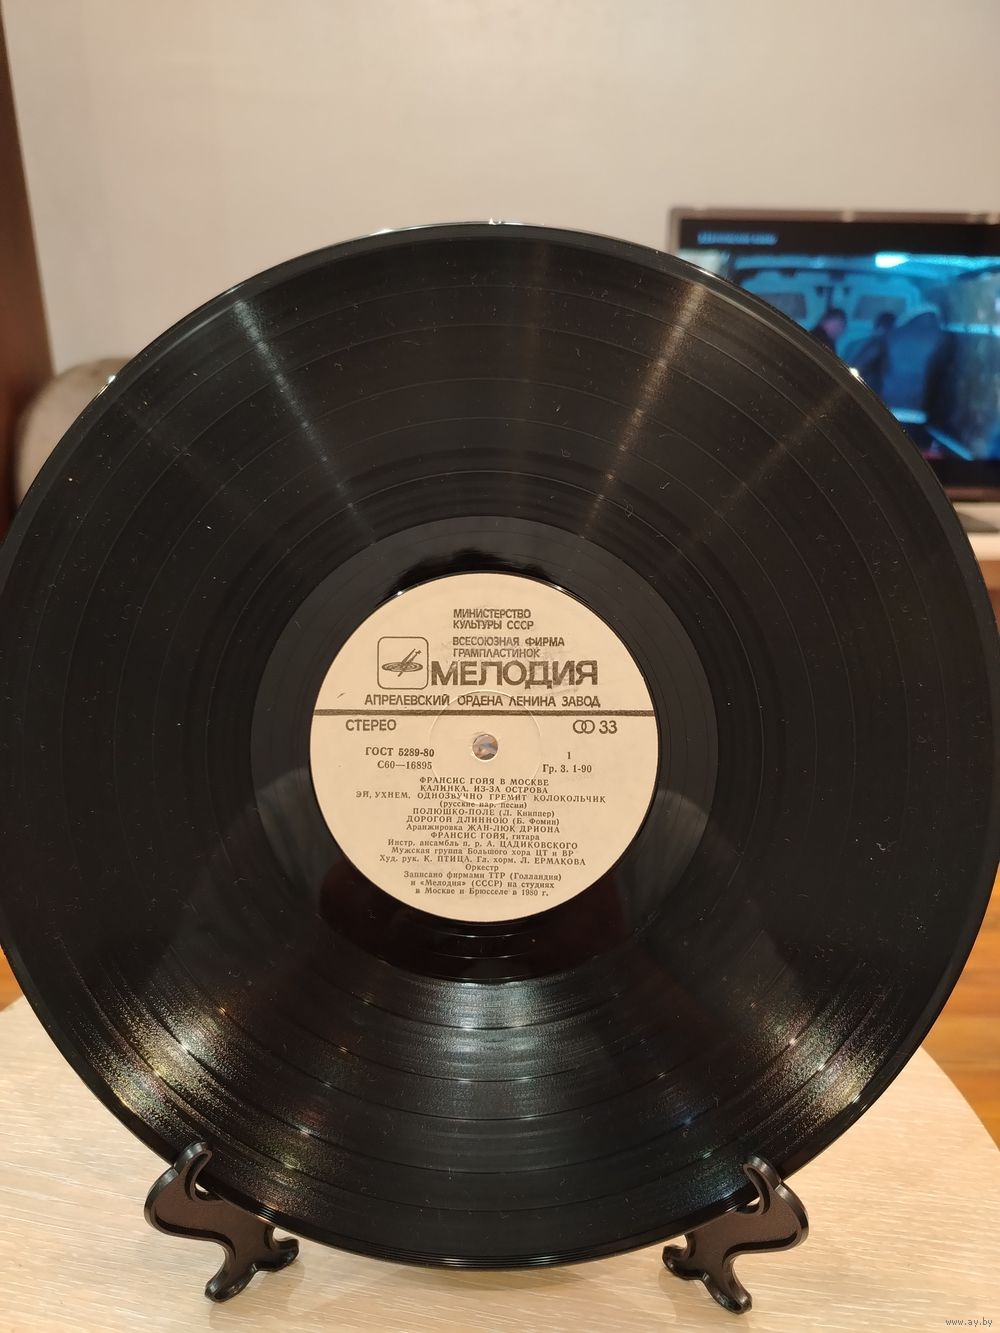 МИНИСТЕРСТВО
КУЛЬТУРЫ СССР
ВСЕСОЮЗНАЯ ФИРМА
ГРАМПЛАСТИНОК
МЕЛОДИЯ
АПРЕЛЕВСКИЙ ОРДЕНА ЛЕНИНА ЗАВОД
СТЕРЕО 33
ГОСТ 5289-80 1
С60—16895 Гр. 3. 1-90
ФРАНСИС ГОЙЯ В МОСКВЕ
КАЛИНКА. ИЗ-ЗА ОСТРОВА
ЭЙ, УХНЕМ. ОДНОЗВУЧНО ГРЕМИТ КОЛОКОЛЬЧИК
(русские нар. песни)
ПОЛЮШКО-ПОЛЕ (Л. Книппер)
ДОРОГОЙ ДЛИННОЮ (Б. Фомин)
Аранжировка ЖАН-ЛЮК ДРИОНА
ФРАНСИС ГОЙЯ, гитара
Инстр. ансамбль п. р. А. ЦАДИКОВСКОГО
Мужская группа Большого хора ЦТ и ВР
Худ. рук. К. ПТИЦА. Гл. хорм. Л. ЕРМАКОВА
Оркестр
Записано фирмами ТТР (Голландия)
и «Мелодия» (СССР) на студиях
в Москве и Брюсселе в 1980 г.
www.ay.by